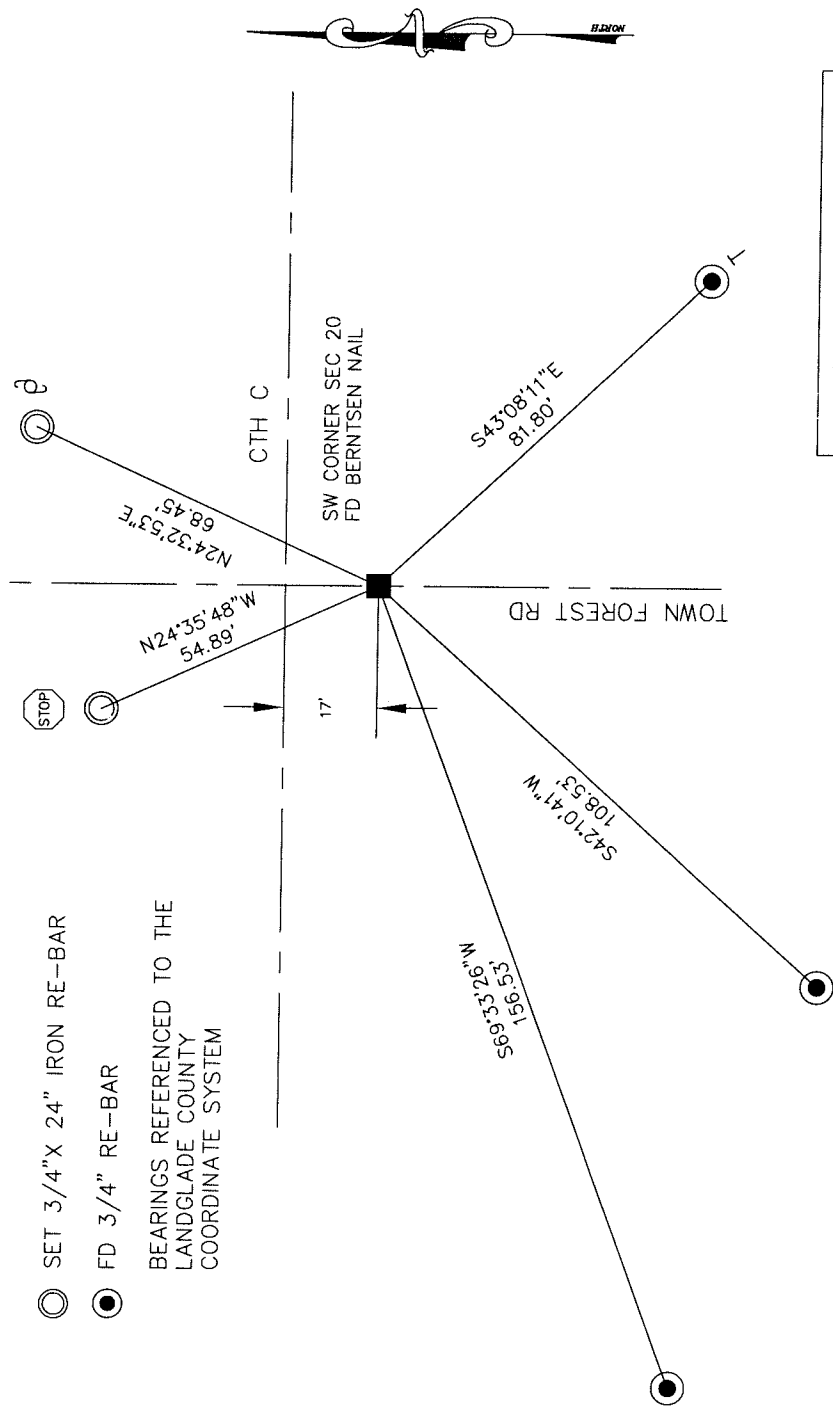 NORTH
SET 3/4"X 24" IRON RE-BAR
FD 3/4" RE-BAR
BEARINGS REFERENCED TO THE
LANDGLADE COUNTY
COORDINATE SYSTEM
STOP
N24°35'48"W
54.89'
N24°32'53"E
68.45'
CTH C
17'
SW CORNER SEC 20
FD BERNTSEN NAIL
S43°08'11"E
81.80'
TOWN FOREST RD
S42°10'41"W
108.53'
S69°33'26"W
156.53'